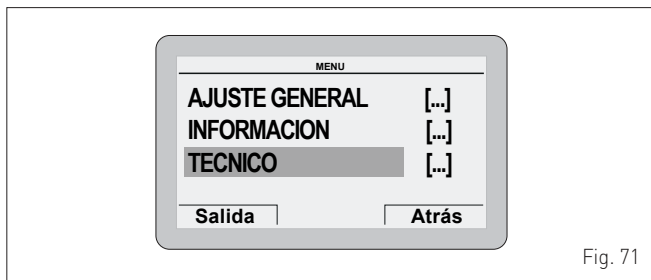 MENU
AJUSTE GENERAL [...]
INFORMACION [...]
TECNICO [...]
Salida Atrás
Fig. 71